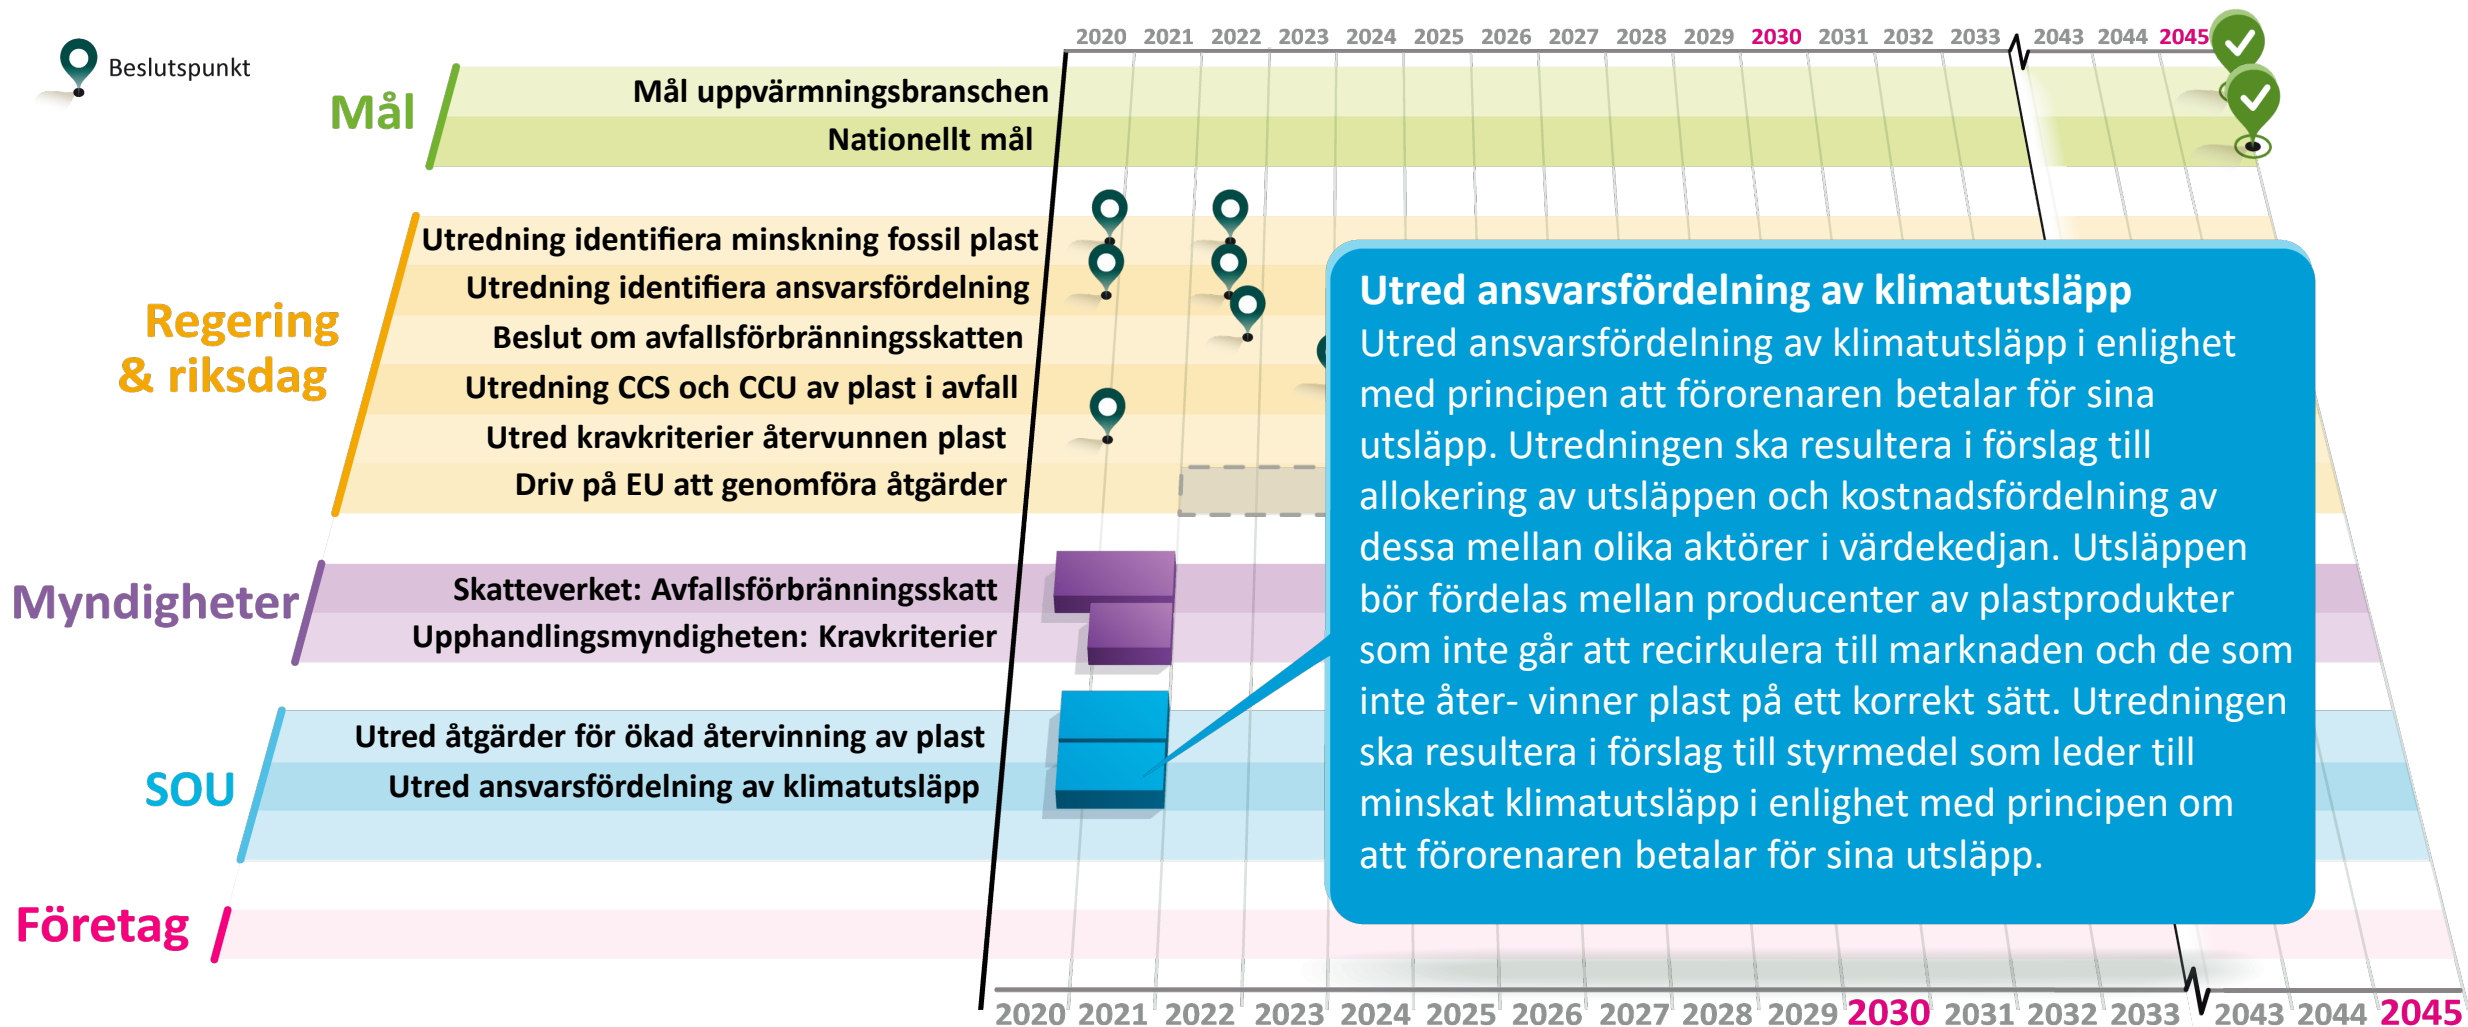 Beslutspunkt
2020 2021 2022 2023 2024 2025 2026 2027 2028 2029 2030 2031 2032 2033 2043 2044 2045
Mål
Mål uppvärmningsbranschen
Nationellt mål
Regering
& riksdag
Utredning identifiera minskning fossil plast
Utredning identifiera ansvarsfördelning
Beslut om avfallsförbränningsskatten
Utredning CCS och CCU av plast i avfall
Utred kravkriterier återvunnen plast
Driv på EU att genomföra åtgärder
Myndigheter
Skatteverket: Avfallsförbränningsskatt
Upphandlingsmyndigheten: Kravkriterier
SOU
Utred åtgärder för ökad återvinning av plast
Utred ansvarsfördelning av klimatutsläpp
Företag
Utred ansvarsfördelning av klimatutsläpp
Utred ansvarsfördelning av klimatutsläpp i enlighet
med principen att förorenaren betalar för sina
utsläpp. Utredningen ska resultera i förslag till
allokering av utsläppen och kostnadsfördelning av
dessa mellan olika aktörer i värdekedjan. Utsläppen
bör fördelas mellan producenter av plastprodukter
som inte går att recirkulera till marknaden och de som
inte åter- vinner plast på ett korrekt sätt. Utredningen
ska resultera i förslag till styrmedel som leder till
minskat klimatutsläpp i enlighet med principen om
att förorenaren betalar för sina utsläpp.
2020 2021 2022 2023 2024 2025 2026 2027 2028 2029 2030 2031 2032 2033 2043 2044 2045